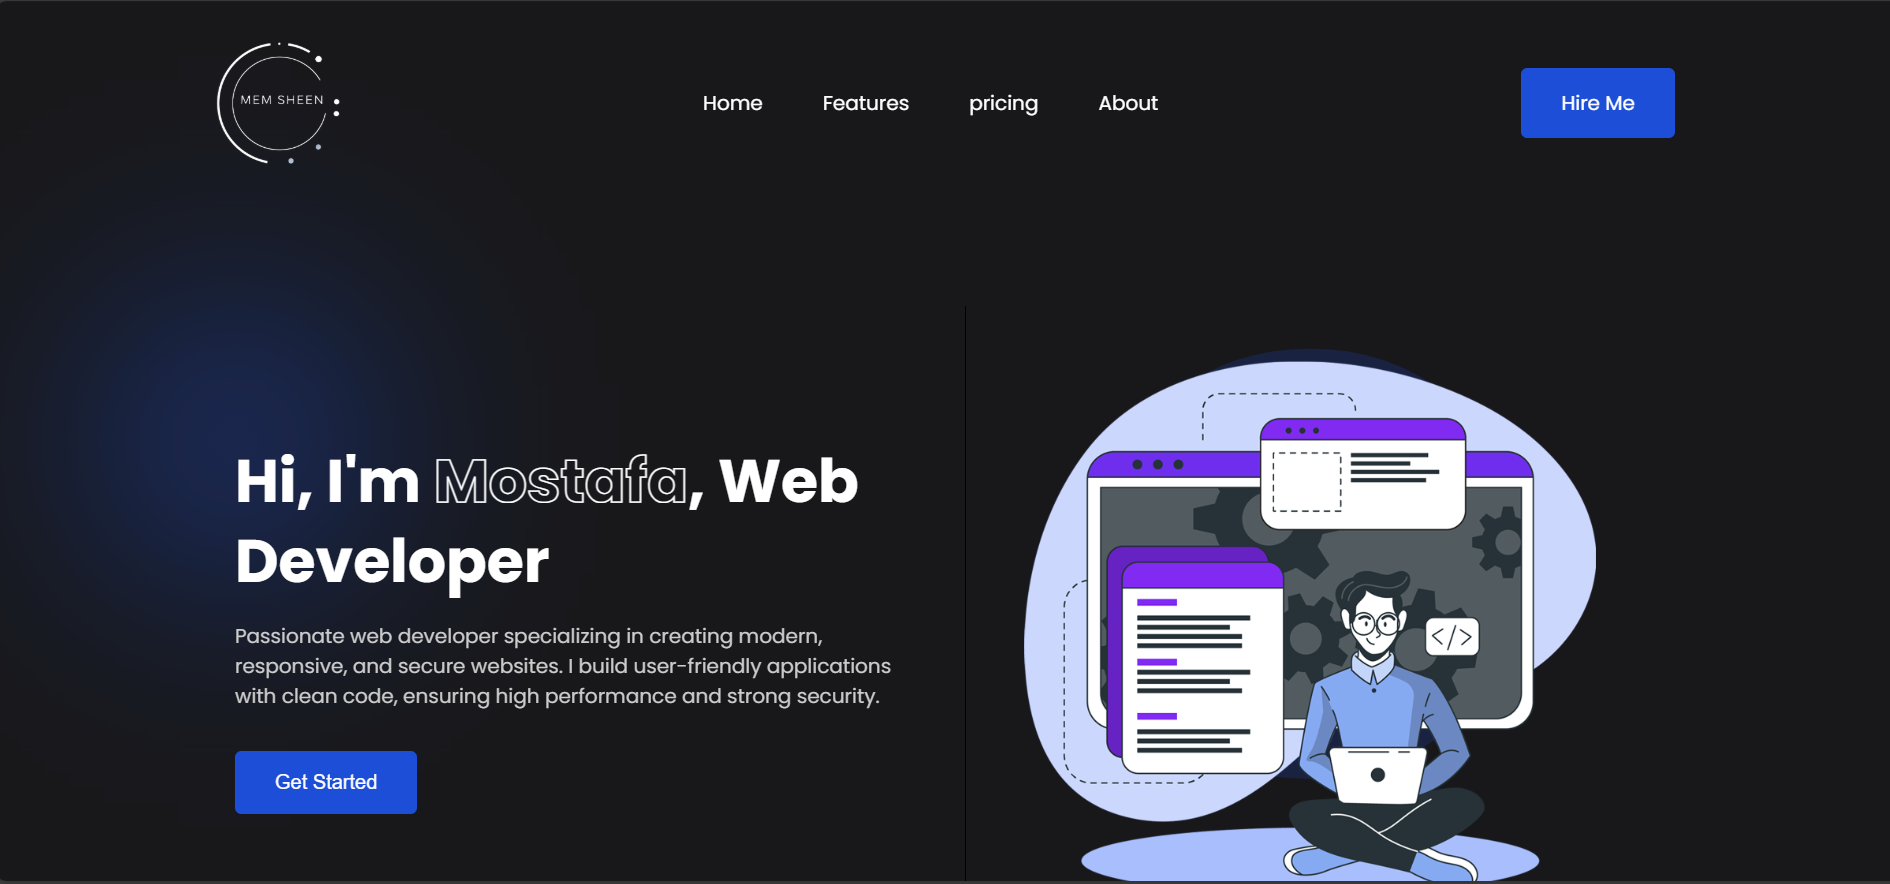 MEM SHEEN
Home
Features
pricing
About
Hire Me
Hi, I'm Mostafa, Web
Developer
Passionate web developer specializing in creating modern,
responsive, and secure websites. I build user-friendly applications
with clean code, ensuring high performance and strong security.
Get Started
</>